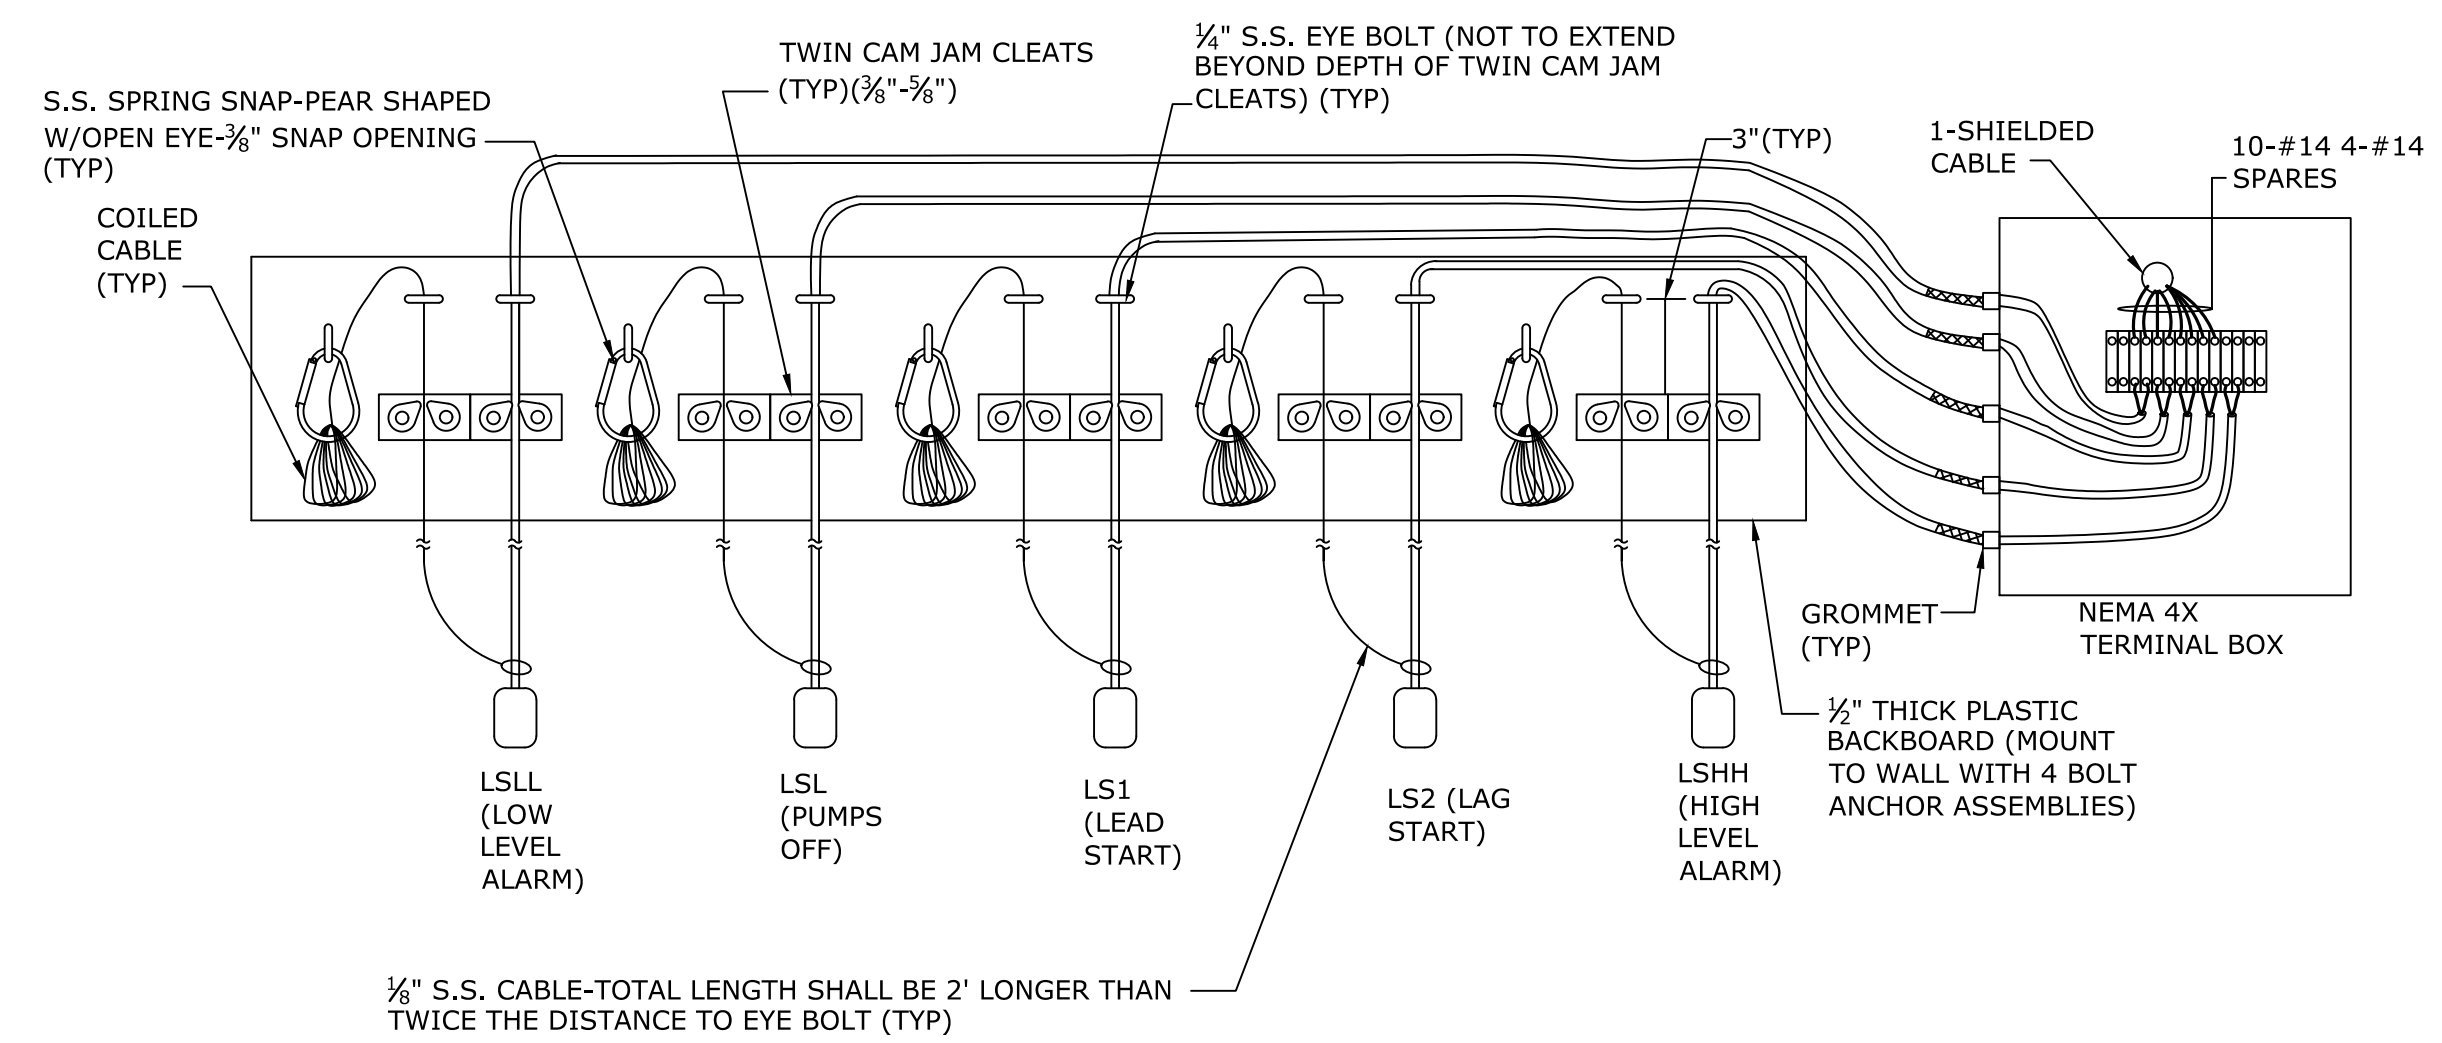 ¼" S.S. EYE BOLT (NOT TO EXTEND
BEYOND DEPTH OF TWIN CAM JAM
CLEATS) (TYP)
TWIN CAM JAM CLEATS
(TYP)(⅜"-⅝")
S.S. SPRING SNAP-PEAR SHAPED
W/OPEN EYE-⅜" SNAP OPENING
(TYP)
3"(TYP)
1-SHIELDED
CABLE
10-#14 4-#14
SPARES
COILED
CABLE
(TYP)
GROMMET
(TYP)
NEMA 4X
TERMINAL BOX
½" THICK PLASTIC
BACKBOARD (MOUNT
TO WALL WITH 4 BOLT
ANCHOR ASSEMBLIES)
LSLL
(LOW
LEVEL
ALARM)
LSL
(PUMPS
OFF)
LS1
(LEAD
START)
LS2 (LAG
START)
LSHH
(HIGH
LEVEL
ALARM)
⅛" S.S. CABLE-TOTAL LENGTH SHALL BE 2' LONGER THAN
TWICE THE DISTANCE TO EYE BOLT (TYP)